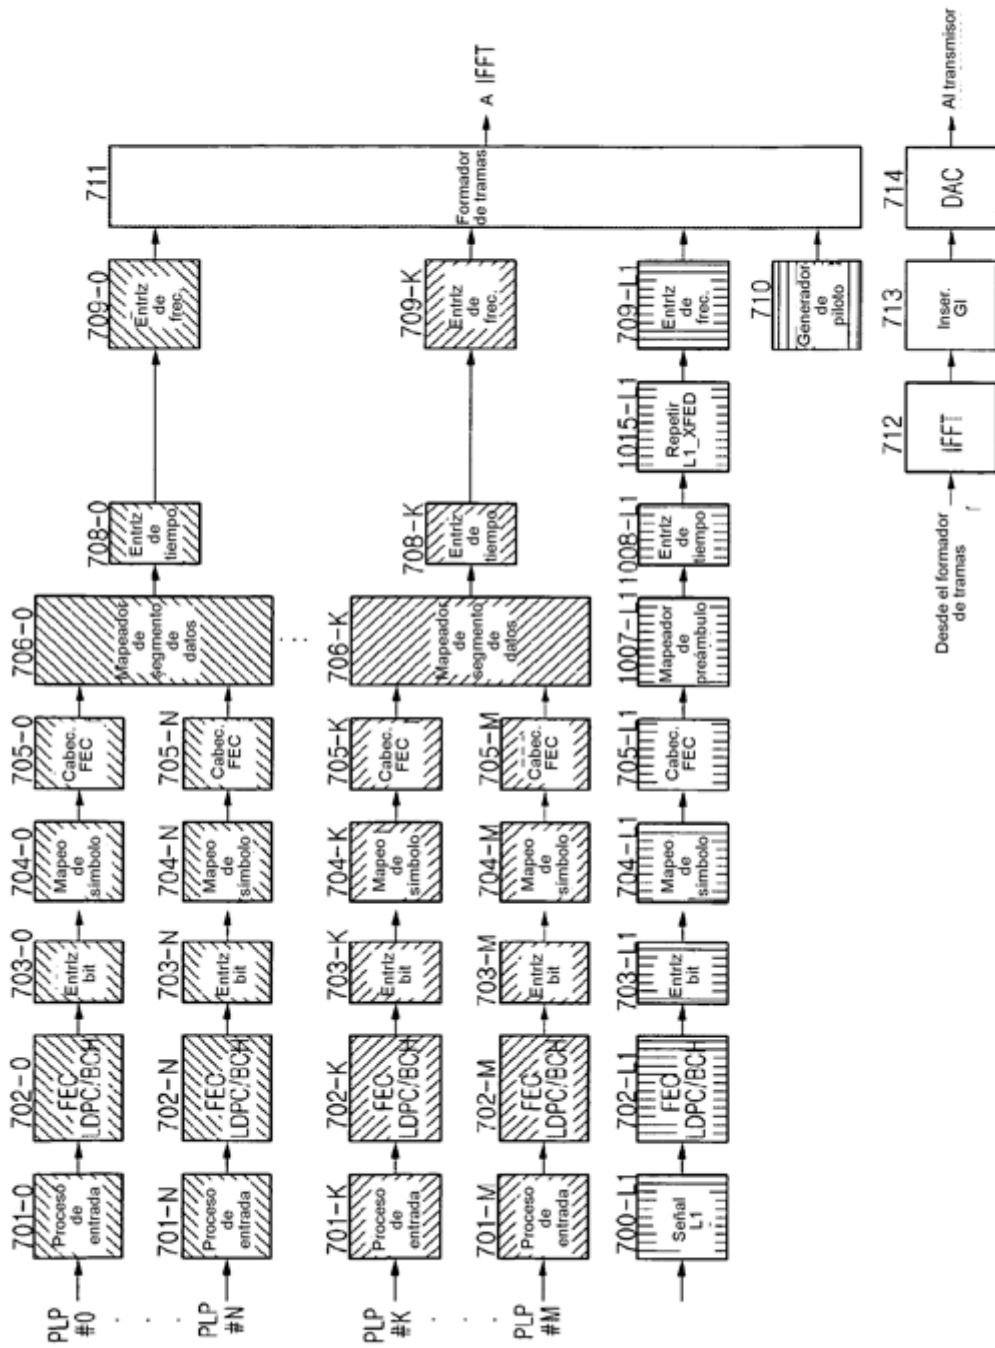 PLP
#0
701-0
Proceso
de
entrada
702-0
FEC
LDPC/BCH
703-0
Entrlz
bit
704-0
Mapeo
de
símbolo
705-0
Cabec.
FEC
706-0
Mapeador
de
segmento
de
datos
708-0
Entrlz
de
tiempo
709-0
Entrlz
de
frec.
711
Formador
de tramas
A IFFT
PLP
#N
701-N
Proceso
de
entrada
702-N
FEC
LDPC/BCH
703-N
Entrlz
bit
704-N
Mapeo
de
símbolo
705-N
Cabec.
FEC
PLP
#K
701-K
Proceso
de
entrada
702-K
FEC
LDPC/BCH
703-K
Entrlz
bit
704-K
Mapeo
de
símbolo
705-K
Cabec.
FEC
706-K
Mapeador
de
segmento
de
datos
708-K
Entrlz
de
tiempo
709-K
Entrlz
de
frec.
PLP
#M
701-M
Proceso
de
entrada
702-M
FEC
LDPC/BCH
703-M
Entrlz
bit
704-M
Mapeo
de
símbolo
705-M
Cabec.
FEC
700-L1
Señal
L1
702-L1
FEC
LDPC/BCH
703-L1
Entrlz
bit
704-L1
Mapeo
de
símbolo
705-L1
Cabec.
FEC
1007-L1
Mapeador
de
preámbulo
1008-L1
Entrlz
de
tiempo
1015-L1
Repetir
L1_XFED
709-L1
Entrlz
de
frec.
710
Generador
de
piloto
Desde el formador
de tramas
712
IFFT
713
Inser.
GI
714
DAC
Al transmisor